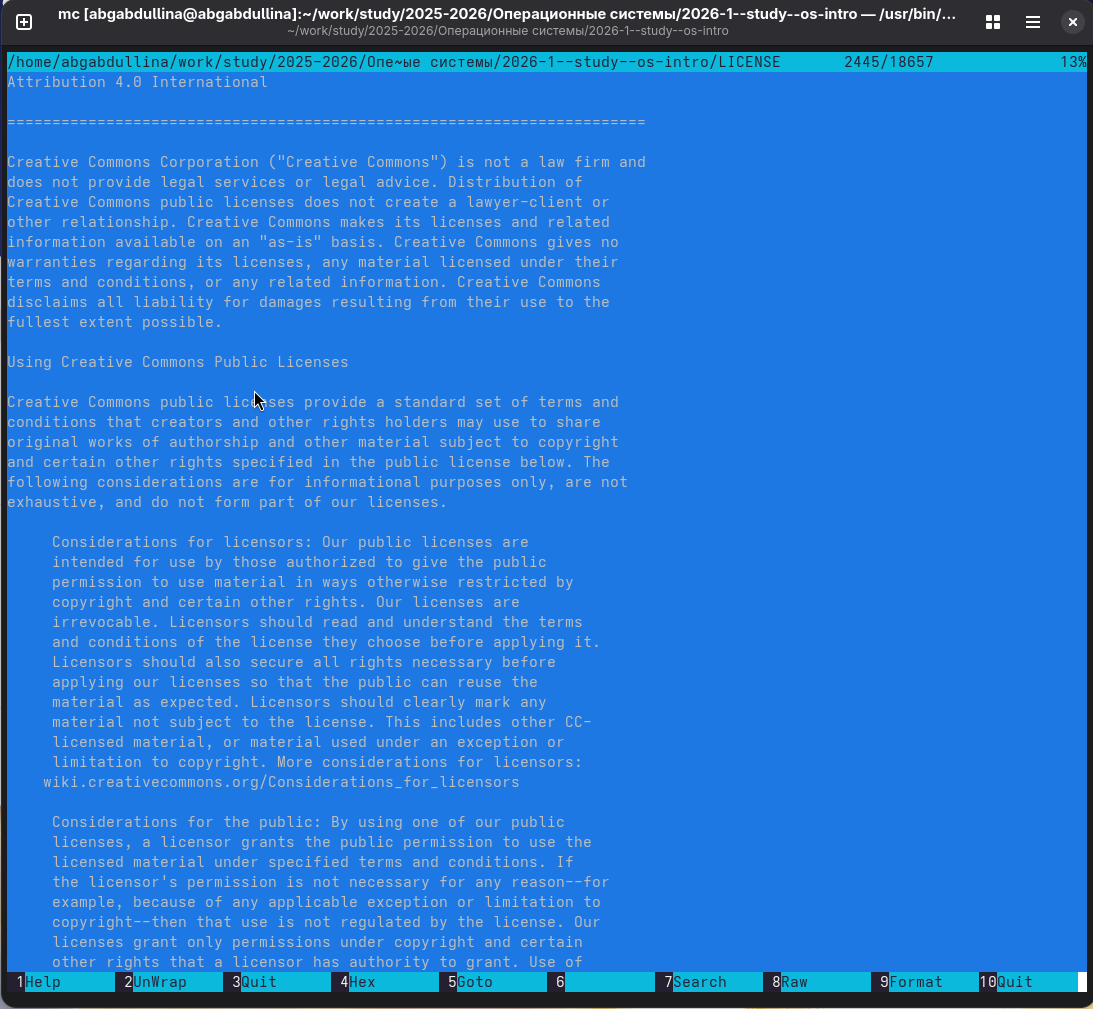 mc [abgabdullina@abgabdullina]:~/work/study/2025-2026/Операционные системы/2026-1--study--os-intro — /usr/bin/…
~/work/study/2025-2026/Операционные системы/2026-1--study--os-intro
/home/abgabdullina/work/study/2025-2026/Опе~ые системы/2026-1--study--os-intro/LICENSE 2445/18657 13%
Attribution 4.0 International
=======================================================================
Creative Commons Corporation ("Creative Commons") is not a law firm and
does not provide legal services or legal advice. Distribution of
Creative Commons public licenses does not create a lawyer-client or
other relationship. Creative Commons makes its licenses and related
information available on an "as-is" basis. Creative Commons gives no
warranties regarding its licenses, any material licensed under their
terms and conditions, or any related information. Creative Commons
disclaims all liability for damages resulting from their use to the
fullest extent possible.
Using Creative Commons Public Licenses
Creative Commons public licenses provide a standard set of terms and
conditions that creators and other rights holders may use to share
original works of authorship and other material subject to copyright
and certain other rights specified in the public license below. The
following considerations are for informational purposes only, are not
exhaustive, and do not form part of our licenses.
Considerations for licensors: Our public licenses are
intended for use by those authorized to give the public
permission to use material in ways otherwise restricted by
copyright and certain other rights. Our licenses are
irrevocable. Licensors should read and understand the terms
and conditions of the license they choose before applying it.
Licensors should also secure all rights necessary before
applying our licenses so that the public can reuse the
material as expected. Licensors should clearly mark any
material not subject to the license. This includes other CC-
licensed material, or material used under an exception or
limitation to copyright. More considerations for licensors:
wiki.creativecommons.org/Considerations_for_licensors
Considerations for the public: By using one of our public
licenses, a licensor grants the public permission to use the
licensed material under specified terms and conditions. If
the licensor's permission is not necessary for any reason--for
example, because of any applicable exception or limitation to
copyright--then that use is not regulated by the license. Our
licenses grant only permissions under copyright and certain
other rights that a licensor has authority to grant. Use of
1Help 2UnWrap 3Quit 4Hex 5Goto 6 7Search 8Raw 9Format 10Quit